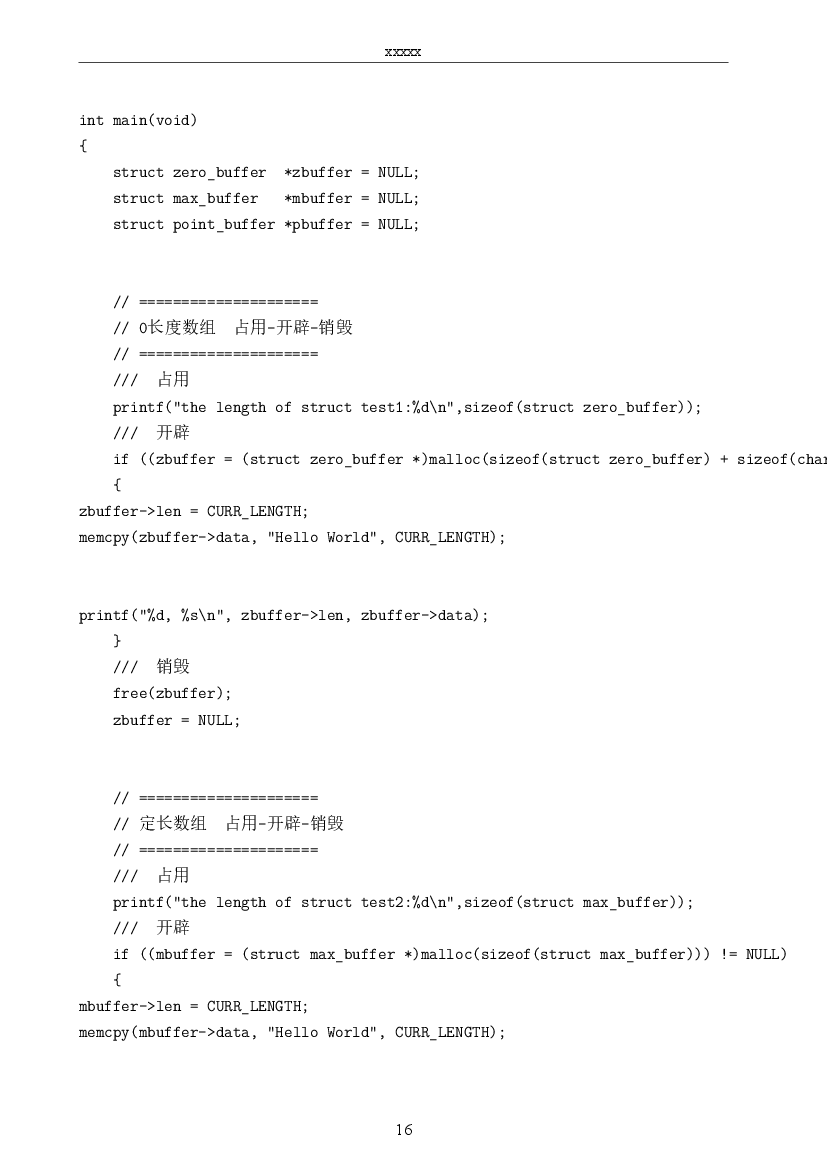 xxxxx
int main(void)
{
    struct zero_buffer  *zbuffer = NULL;
    struct max_buffer   *mbuffer = NULL;
    struct point_buffer *pbuffer = NULL;
    // =====================
    // 0长度数组  占用-开辟-销毁
    // =====================
    ///  占用
    printf("the length of struct test1:%d\n",sizeof(struct zero_buffer));
    ///  开辟
    if ((zbuffer = (struct zero_buffer *)malloc(sizeof(struct zero_buffer) + sizeof(char
    {
zbuffer->len = CURR_LENGTH;
memcpy(zbuffer->data, "Hello World", CURR_LENGTH);
printf("%d, %s\n", zbuffer->len, zbuffer->data);
    }
    ///  销毁
    free(zbuffer);
    zbuffer = NULL;
    // =====================
    // 定长数组  占用-开辟-销毁
    // =====================
    ///  占用
    printf("the length of struct test2:%d\n",sizeof(struct max_buffer));
    ///  开辟
    if ((mbuffer = (struct max_buffer *)malloc(sizeof(struct max_buffer))) != NULL)
    {
mbuffer->len = CURR_LENGTH;
memcpy(mbuffer->data, "Hello World", CURR_LENGTH);
16